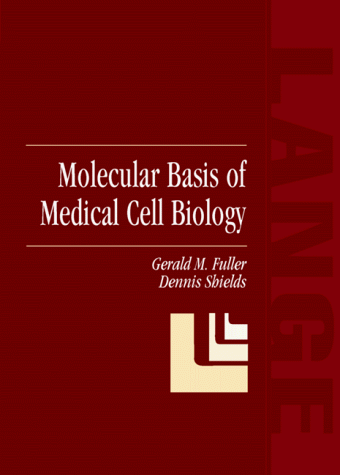 Molecular Basis of
Medical Cell Biology
Gerald M. Fuller
Dennis Shields
LANGE